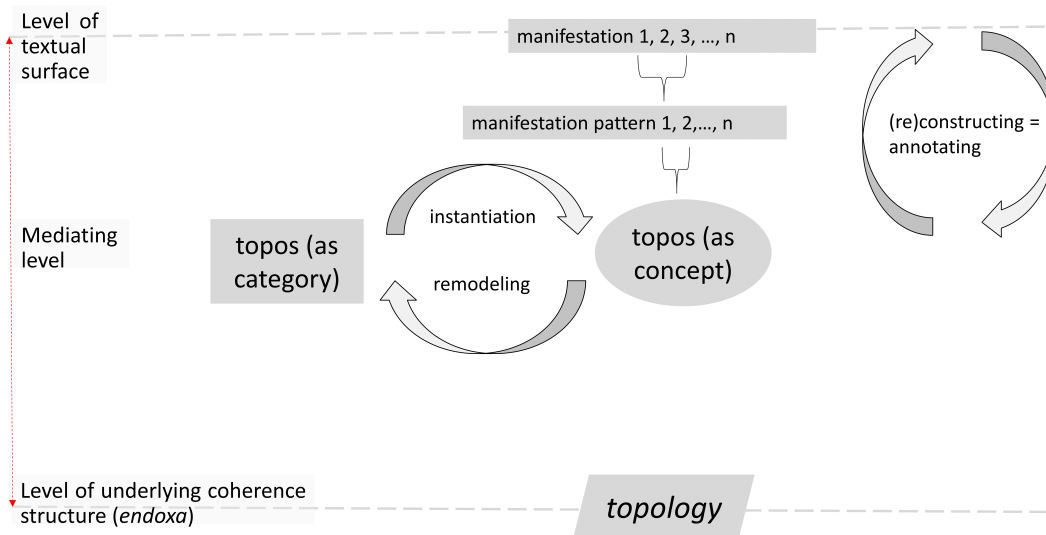 Level of
textual
surface
manifestation 1, 2, 3, ..., n
manifestation pattern 1, 2,..., n
(re)constructing =
annotating
Mediating
level
topos (as
category)
instantiation
remodeling
topos (as
concept)
Level of underlying coherence
structure (endoxa)
topology